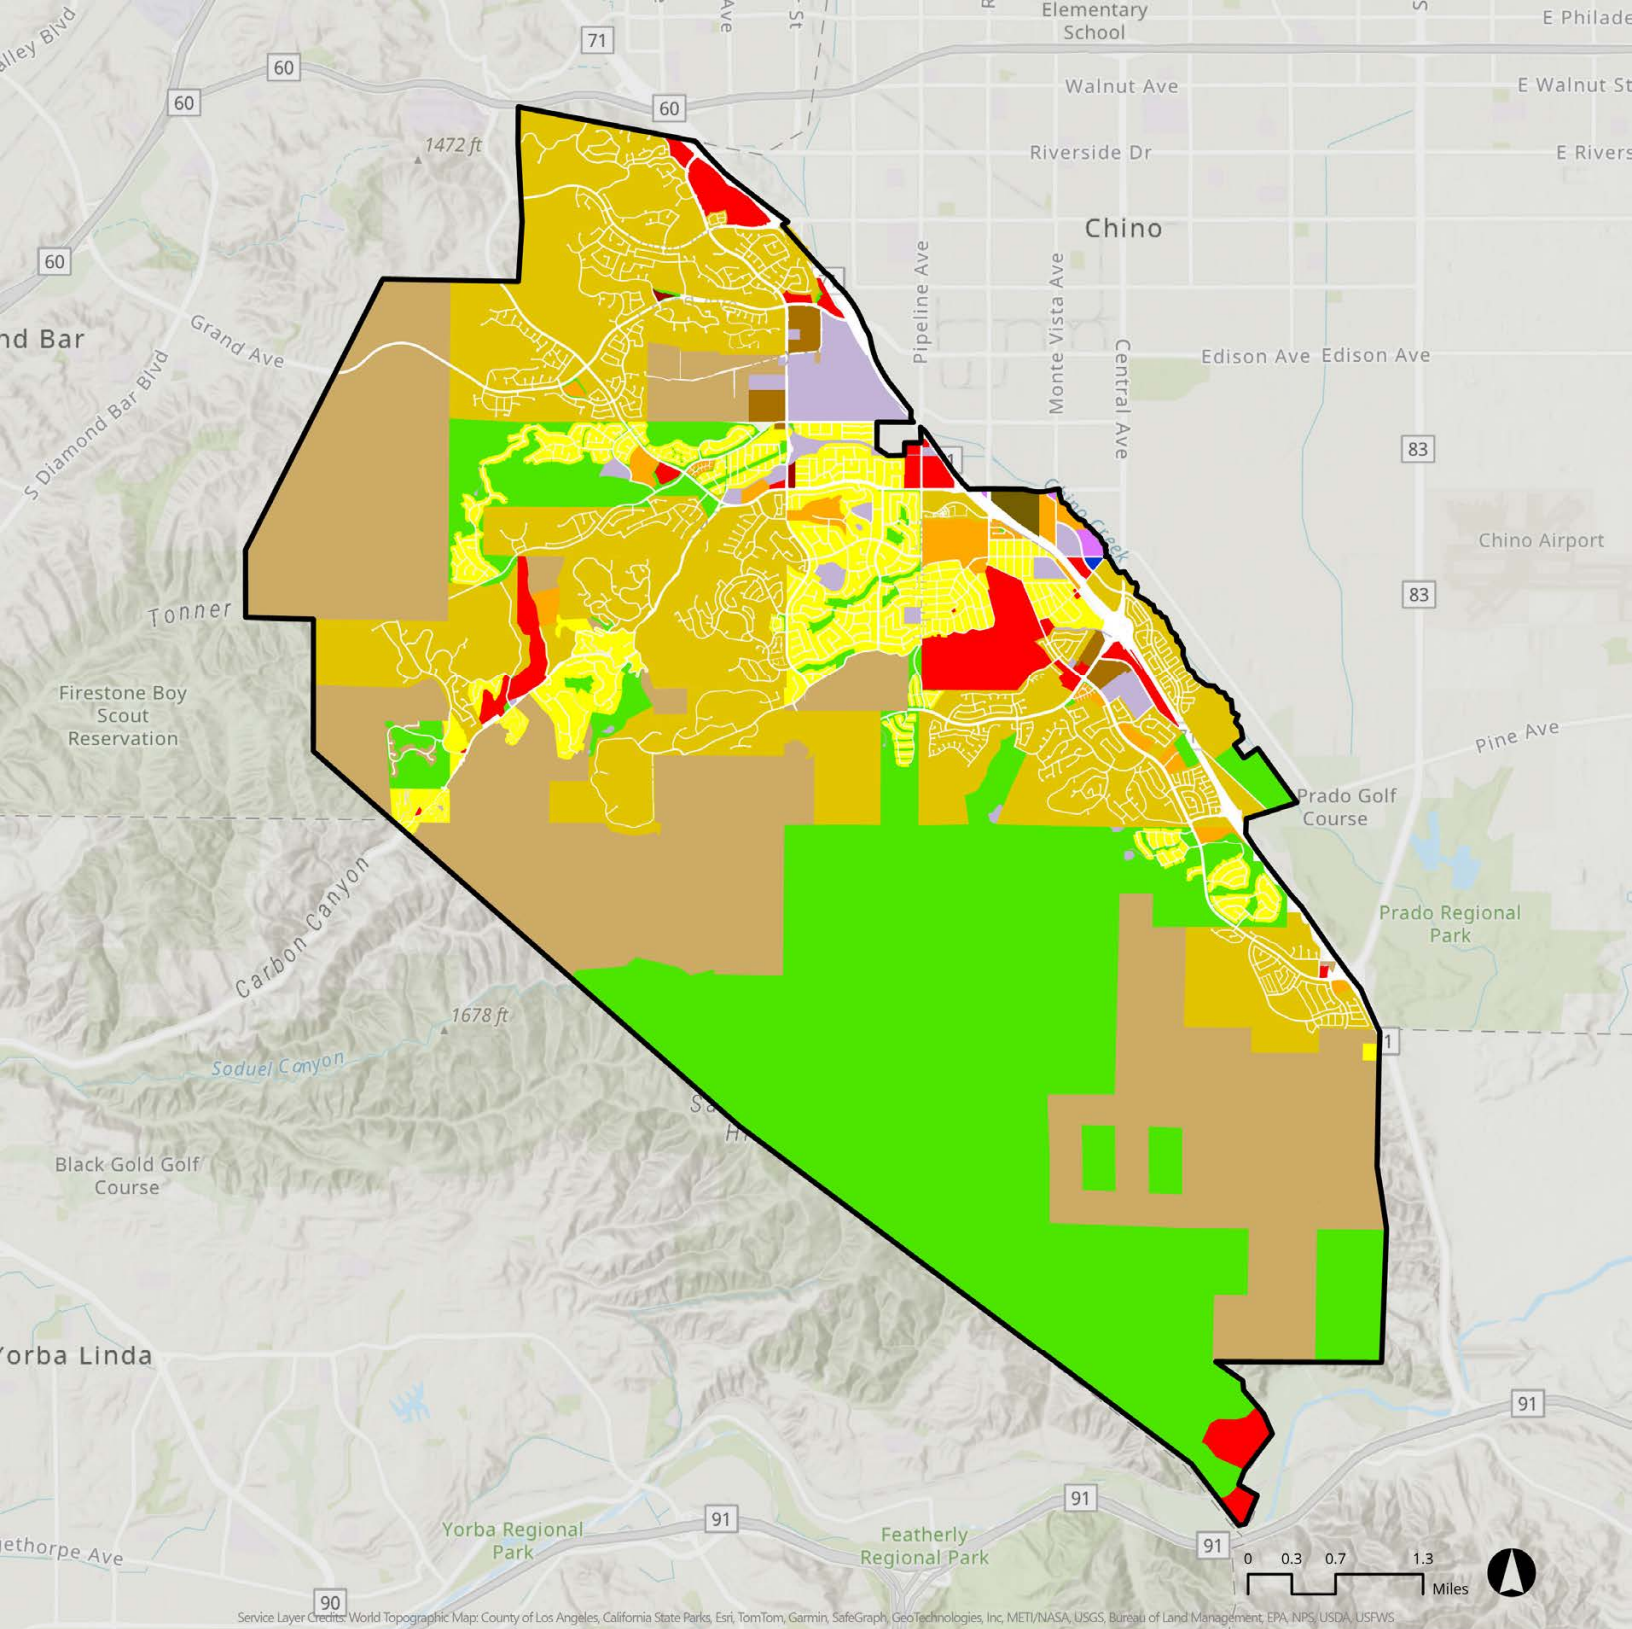 Elementary
School
E Philade
71
60
60
60
Walnut Ave
E Walnut St
1472 ft
Riverside Dr
E Rivers
Chino
60
Pipeline Ave
Monte Vista Ave
Central Ave
nd Bar
Grand Ave
Edison Ave Edison Ave
S Diamond Bar Blvd
83
1
Chino Creek
Chino Airport
83
Tonner
Firestone Boy
Scout
Reservation
Pine Ave
Prado Golf
Course
Carbon Canyon
Prado Regional
Park
1678 ft
1
Soduel Canyon
Black Gold Golf
Course
Yorba Linda
91
91
91
Yorba Regional
Park
Featherly
Regional Park
91
gethorpe Ave
90
0 0.3 0.7 1.3
Miles
Service Layer Credits: World Topographic Map: County of Los Angeles, California State Parks, Esri, TomTom, Garmin, SafeGraph, GeoTechnologies, Inc, METI/NASA, USGS, Bureau of Land Management, EPA, NPS, USDA, USFWS